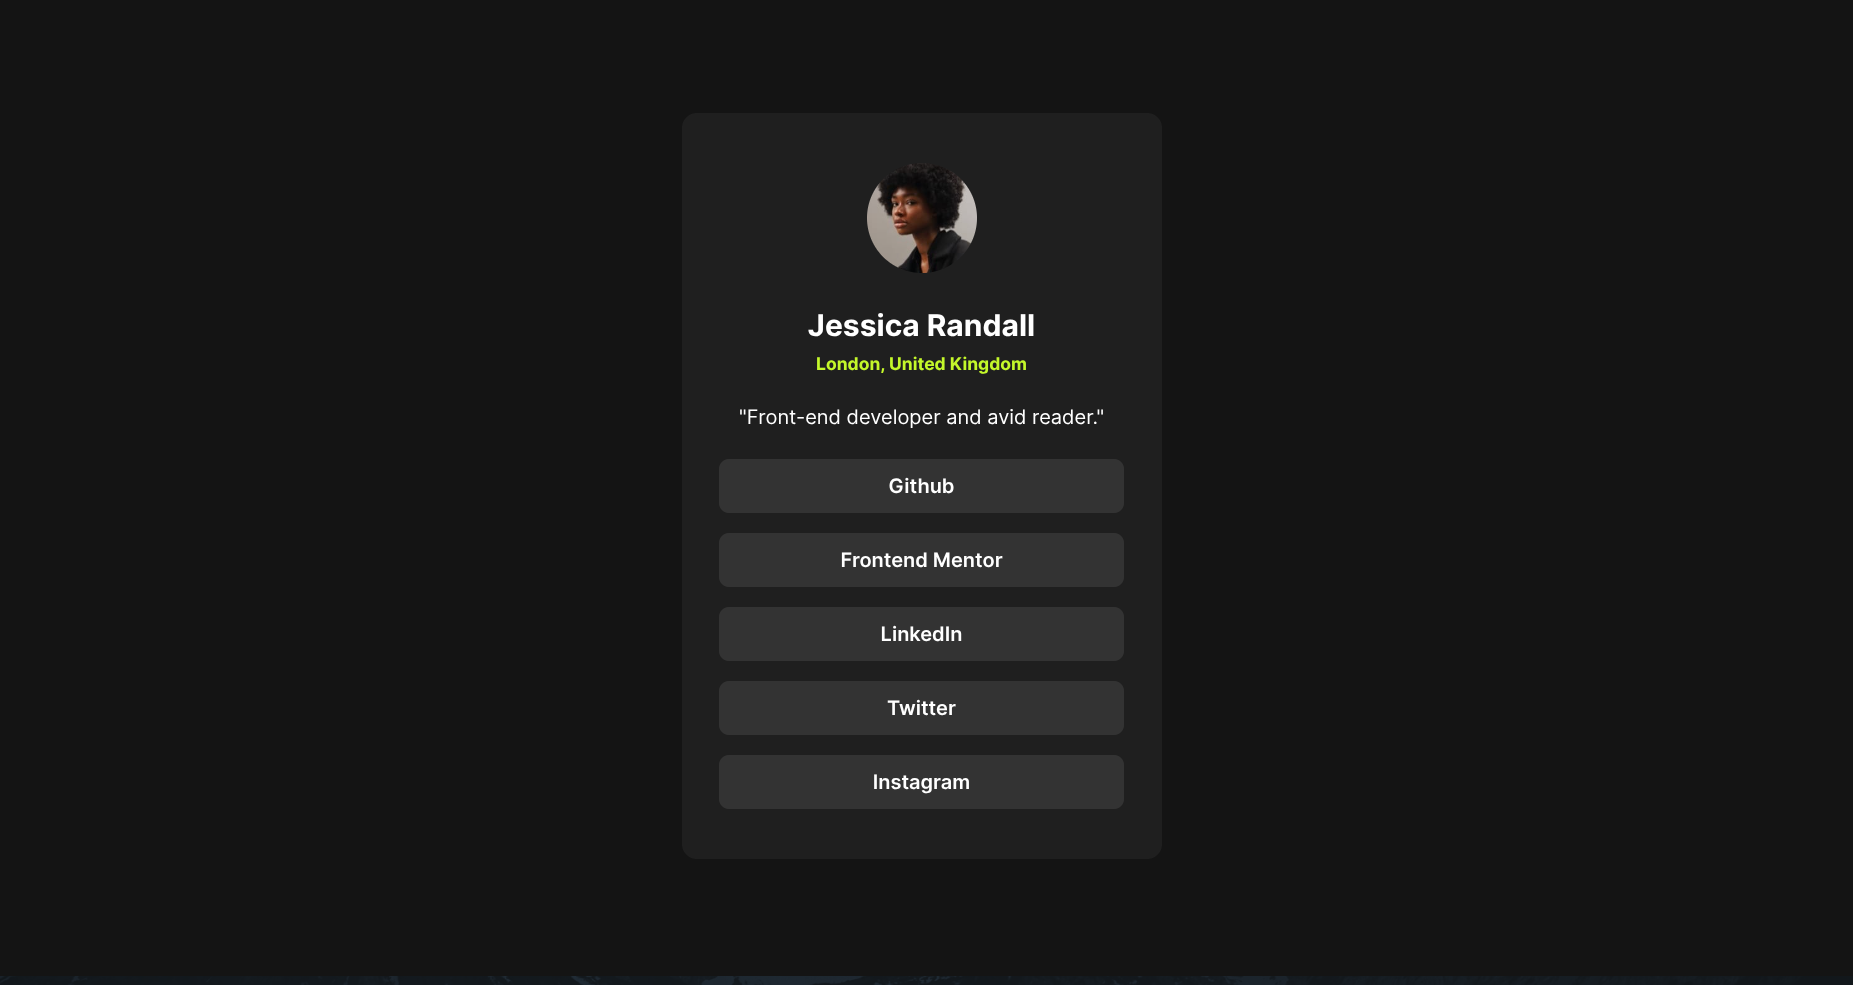 Jessica Randall
London, United Kingdom
"Front-end developer and avid reader."
Github
Frontend Mentor
LinkedIn
Twitter
Instagram